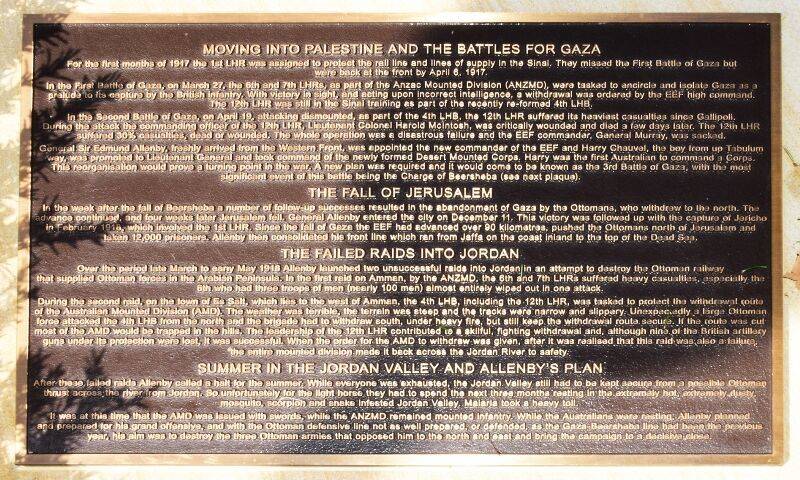 MOVING INTO PALESTINE AND THE BATTLES FOR GAZA
For the first months of 1917 the 1st LHR was assigned to protect the rail line and lines of supply in the Sinai. They missed the First Battle of Gaza but
were back at the front by April 6, 1917.
In the First Battle of Gaza, on March 27, the 6th and 7th LHRs, as part of the Anzac Mounted Division (ANZMD), were tasked to encircle and isolate Gaza as a
prelude to its capture by the British infantry. With victory in sight, and acting upon incorrect intelligence, a withdrawal was ordered by the EEF high command.
The 12th LHR was still in the Sinai training as part of the recently re-formed 4th LHB.
In the Second Battle of Gaza, on April 19, attacking dismounted, as part of the 4th LHB, the 12th LHR suffered its heaviest casualties since Gallipoli.
During the attack the commanding officer of the 12th LHR, Lieutenant Colonel Harold McIntosh, was critically wounded and died a few days later. The 12th LHR
suffered 30% casualties, dead or wounded. The whole operation was a disastrous failure and the EEF commander, General Murray, was sacked.
General Sir Edmund Allenby, freshly arrived from the Western Front, was appointed the new commander of the EEF and Harry Chauvel, the boy from up Tabulum
way, was promoted to Lieutenant General and took command of the newly formed Desert Mounted Corps. Harry was the first Australian to command a Corps.
This reorganisation would prove a turning point in the war. A new plan was required and it would come to be known as the 3rd Battle of Gaza, with the most
significant event of this battle being the Charge of Beersheba (see next plaque).
THE FALL OF JERUSALEM
In the week after the fall of Beersheba a number of follow-up successes resulted in the abandonment of Gaza by the Ottomans, who withdrew to the north. The
advance continued, and four weeks later Jerusalem fell. General Allenby entered the city on December 11. This victory was followed up with the capture of Jericho
in February 1918, which involved the 1st LHR. Since the fall of Gaza the EEF had advanced over 90 kilometres, pushed the Ottomans north of Jerusalem and
taken 12,000 prisoners. Allenby then consolidated his front line which ran from Jaffa on the coast inland to the top of the Dead Sea.
THE FAILED RAIDS INTO JORDAN
Over the period late March to early May 1918 Allenby launched two unsuccessful raids into Jordan in an attempt to destroy the Ottoman railway
that supplied Ottoman forces in the Arabian Peninsula. In the first raid on Amman, by the ANZMD, the 6th and 7th LHRs suffered heavy casualties, especially the
6th who had three troops of men (nearly 100 men) almost entirely wiped out in one attack.
During the second raid, on the town of Es Salt, which lies to the west of Amman, the 4th LHB, including the 12th LHR, was tasked to protect the withdrawal route
of the Australian Mounted Division (AMD). The weather was terrible, the terrain was steep and the tracks were narrow and slippery. Unexpectedly a large Ottoman
force attacked the 4th LHB from the north and the brigade had to withdraw south, under heavy fire, but still keep the withdrawal route secure. If the route was cut
most of the AMD would be trapped in the hills. The leadership of the 12th LHR contributed to a skilful, fighting withdrawal and, although nine of the British artillery
guns under its protection were lost, it was successful. When the order for the AMD to withdraw was given, after it was realised that this raid was also a failure,
the entire mounted division made it back across the Jordan River to safety.
SUMMER IN THE JORDAN VALLEY AND ALLENBY'S PLAN
After these failed raids Allenby called a halt for the summer. While everyone was exhausted, the Jordan Valley still had to be kept secure from a possible Ottoman
thrust across the river from Jordan. So unfortunately for the light horse they had to spend the next three months resting in the extremely hot, extremely dusty,
mosquito, scorpion and snake infested Jordan Valley. Malaria took a heavy toll.
It was at this time that the AMD was issued with swords, while the ANZMD remained mounted infantry. While the Australians were resting, Allenby planned
and prepared for his grand offensive, and with the Ottoman defensive line not as well prepared, or defended, as the Gaza-Beersheba line had been the previous
year, his aim was to destroy the three Ottoman armies that opposed him to the north and east and bring the campaign to a decisive close.